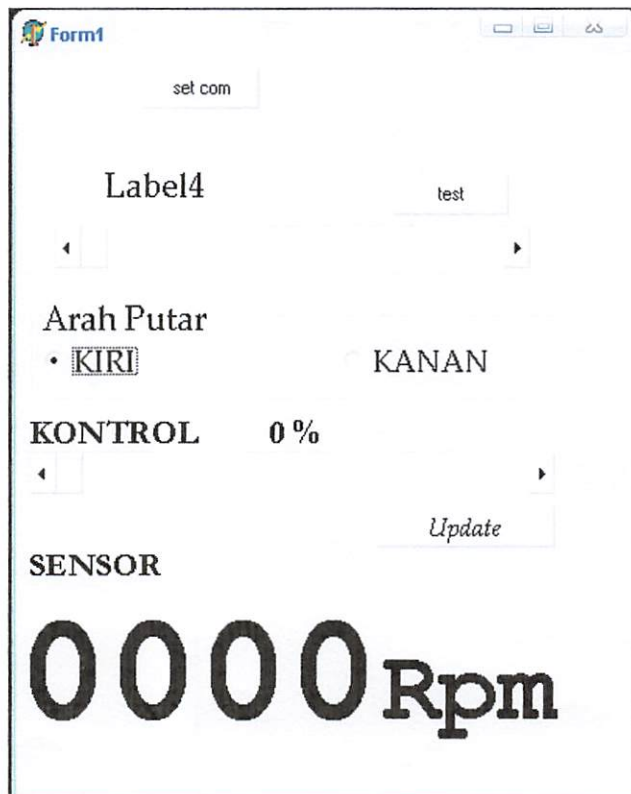 Form1
set com
Label4
test
Arah Putar
KIRI KANAN
KONTROL 0 %
Update
SENSOR
0000 Rpm